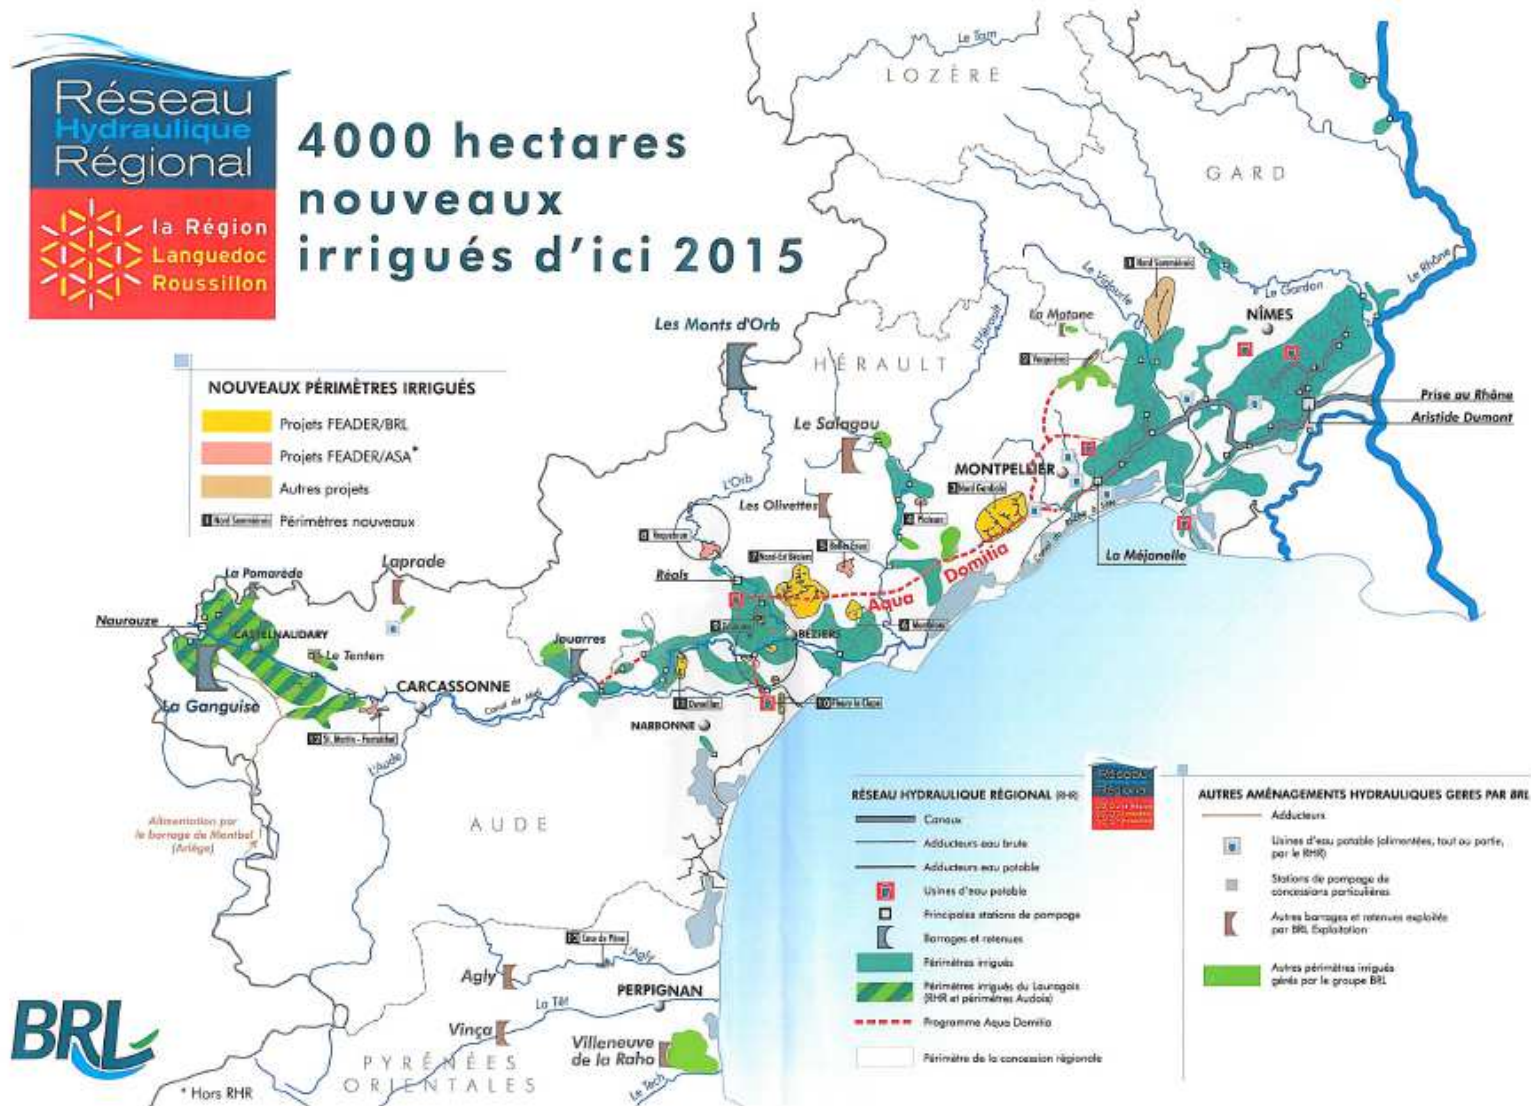 Réseau
Hydraulique
Régional
la Région
Languedoc
Roussillon
4000 hectares
nouveaux
irrigués d'ici 2015
NOUVEAUX PÉRIMÈTRES IRRIGUÉS
Projets FEADER/BRL
Projets FEADER/ASA*
Autres projets
1 Nord Sommiérois
Périmètres nouveaux
Le Tarn
LOZÈRE
GARD
Le Rhône
1 Nord Sommiérois
Le Vidourle
Le Gardon
NÎMES
Les Monts d'Orb
HÉRAULT
L'Hérault
Prise au Rhône
Aristide Dumont
Le Salagou
MONTPELLIER
L'Orb
Les Olivettes
La Méjanelle
Réals
Aqua
Domitia
Laprade
La Pomarède
Naurouze
CASTELNAUDARY
Le Tenten
Jouarres
BÉZIERS
La Ganguise
CARCASSONNE
Canal du Midi
NARBONNE
L'Aude
Alimentation par
le barrage de Montbel
(Ariège)
AUDE
Agly
L'Agly
PERPIGNAN
La Têt
Vinça
Villeneuve
de la Raho
Le Tech
PYRÉNÉES
ORIENTALES
BRL
* Hors RHR
RÉSEAU HYDRAULIQUE RÉGIONAL (RHR)
Canaux
Adducteurs eau brute
Adducteurs eau potable
Usines d'eau potable
Principales stations de pompage
Barrages et retenues
Périmètres irrigués
Périmètres irrigués du Lauragais
(RHR et périmètres Audois)
Programme Aqua Domitia
Périmètre de la concession régionale
AUTRES AMÉNAGEMENTS HYDRAULIQUES GERES PAR BRL
Adducteurs
Usines d'eau potable (alimentées, tout ou partie,
par le RHR)
Stations de pompage de
concessions particulières
Autres barrages et retenues exploités
par BRL Exploitation
Autres périmètres irrigués
gérés par le groupe BRL